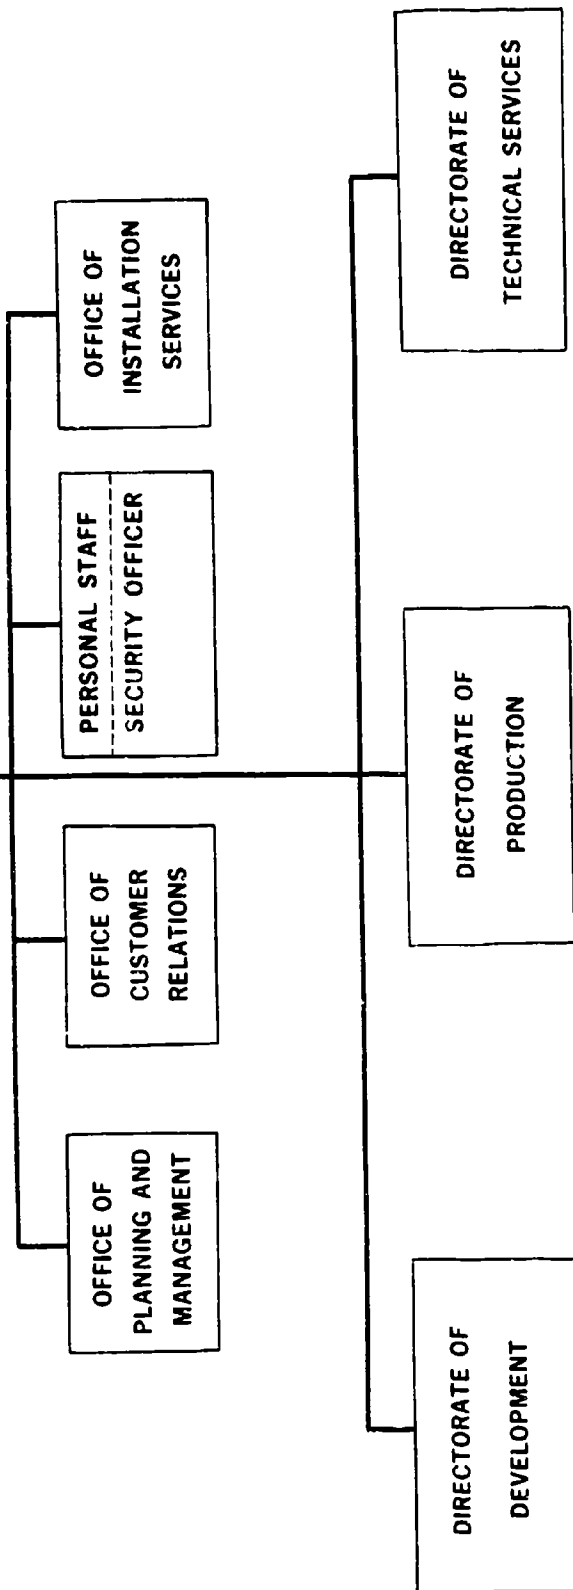 OFFICE OF
PLANNING AND
MANAGEMENT
OFFICE OF
CUSTOMER
RELATIONS
PERSONAL STAFF
SECURITY OFFICER
OFFICE OF
INSTALLATION
SERVICES
DIRECTORATE OF
DEVELOPMENT
DIRECTORATE OF
PRODUCTION
DIRECTORATE OF
TECHNICAL SERVICES